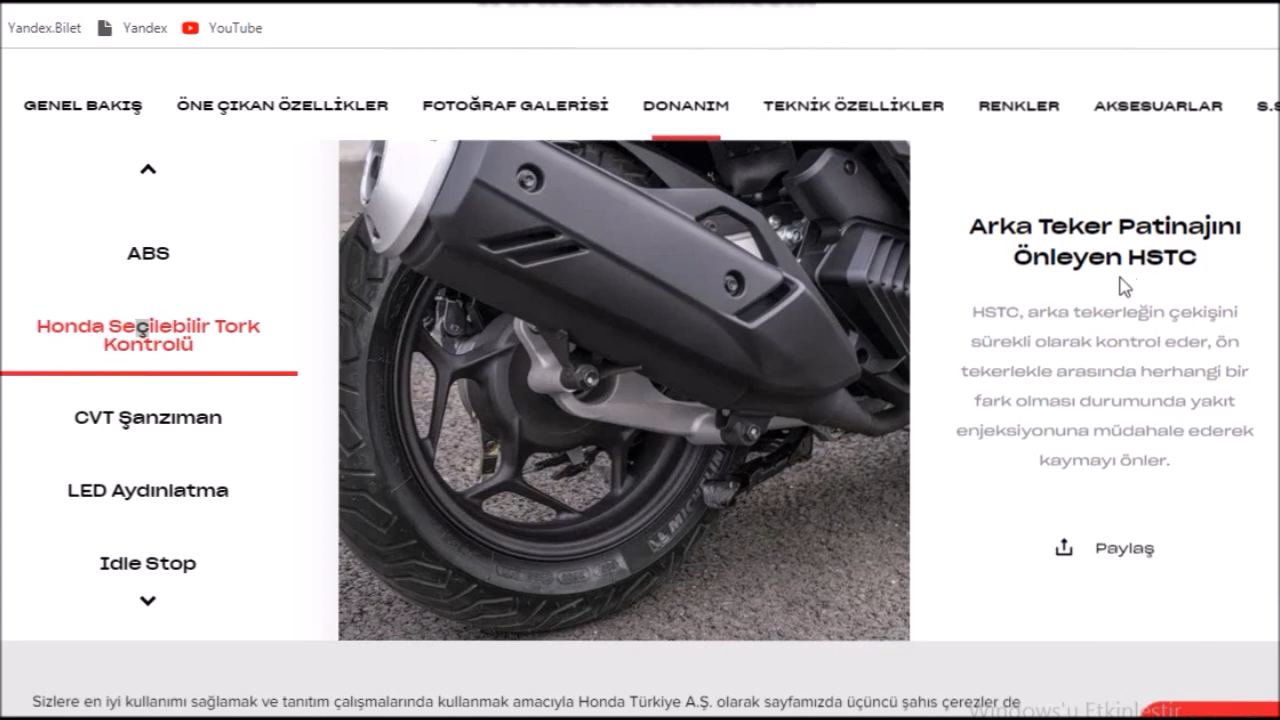 Yandex.Bilet Yandex YouTube
GENEL BAKIŞ ÖNE ÇIKAN ÖZELLİKLER FOTOĞRAF GALERİSİ DONANIM TEKNİK ÖZELLİKLER RENKLER AKSESUARLAR S.S
ABS
Honda Seçilebilir Tork
Kontrolü
CVT Şanzıman
LED Aydınlatma
Idle Stop
MICHELIN
Arka Teker Patinajını
Önleyen HSTC
HSTC, arka tekerleğin çekişini
sürekli olarak kontrol eder, ön
tekerlekle arasında herhangi bir
fark olması durumunda yakıt
enjeksiyonuna müdahale ederek
kaymayı önler.
Paylaş
Sizlere en iyi kullanımı sağlamak ve tanıtım çalışmalarında kullanmak amacıyla Honda Türkiye A.Ş. olarak sayfamızda üçüncü şahıs çerezler de
Windows'u Etkinleştir